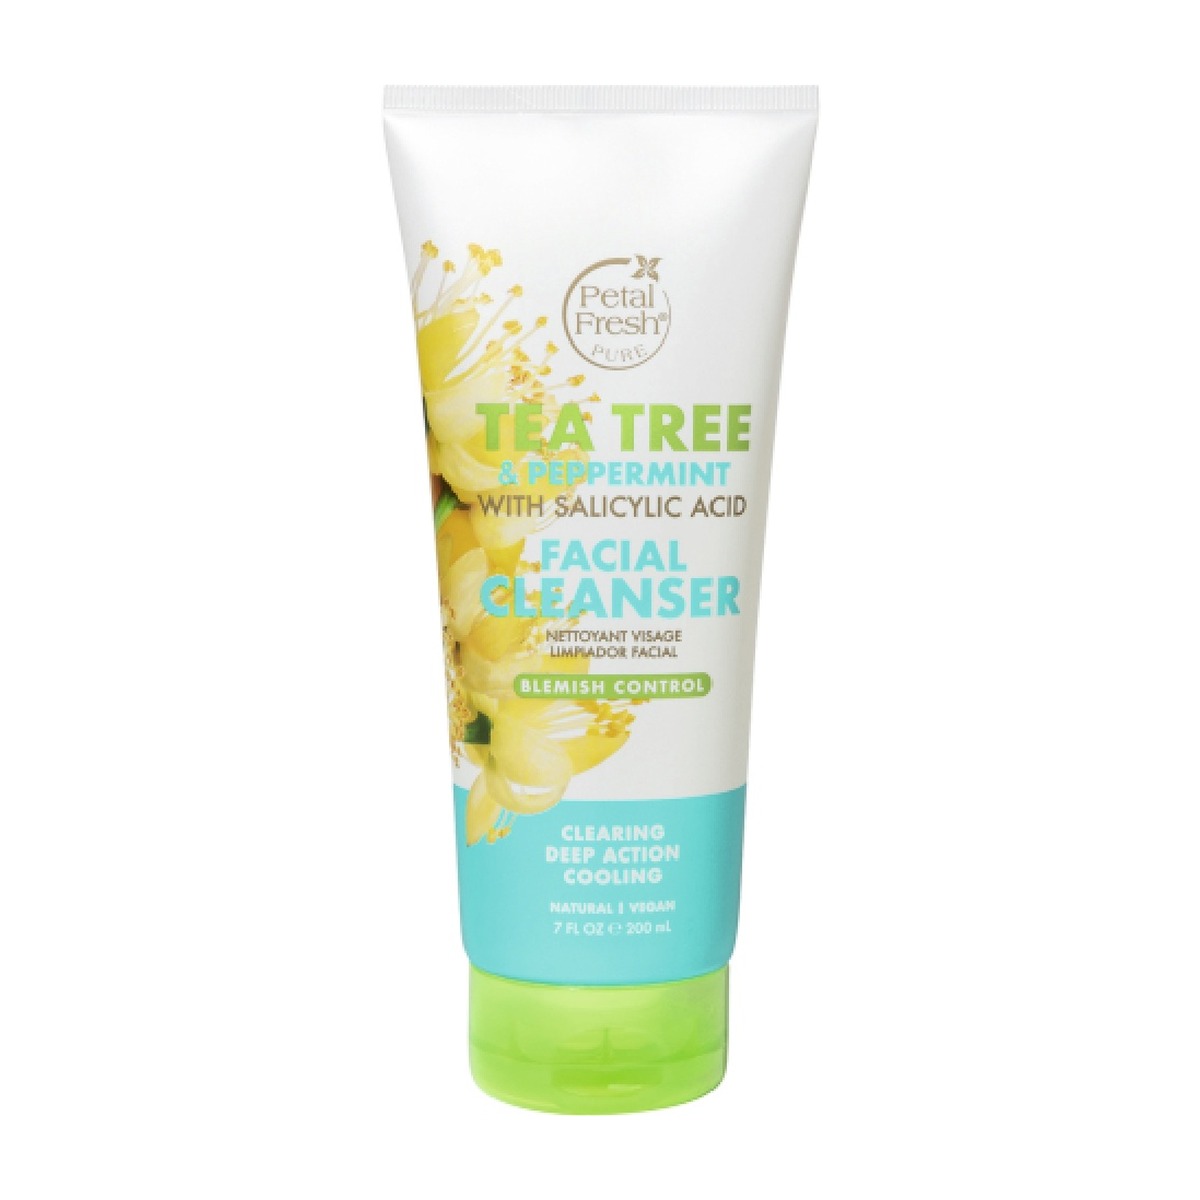 Petal
Fresh®
PURE
TEA TREE
& PEPPERMINT
WITH SALICYLIC ACID
FACIAL
CLEANSER
NETTOYANT VISAGE
LIMPIADOR FACIAL
BLEMISH CONTROL
CLEARING
DEEP ACTION
COOLING
NATURAL | VEGAN
7 FL OZ ℮ 200 mL